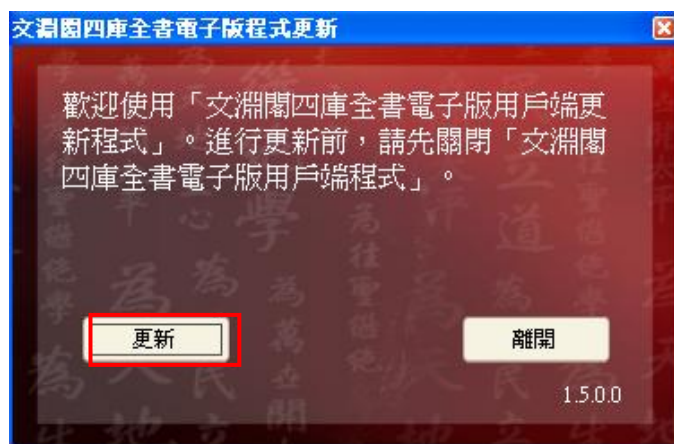 文淵閣四庫全書電子版程式更新
歡迎使用「文淵閣四庫全書電子版用戶端更
新程式」。進行更新前，請先關閉「文淵閣
四庫全書電子版用戶端程式」。
更新
離開
1.5.0.0